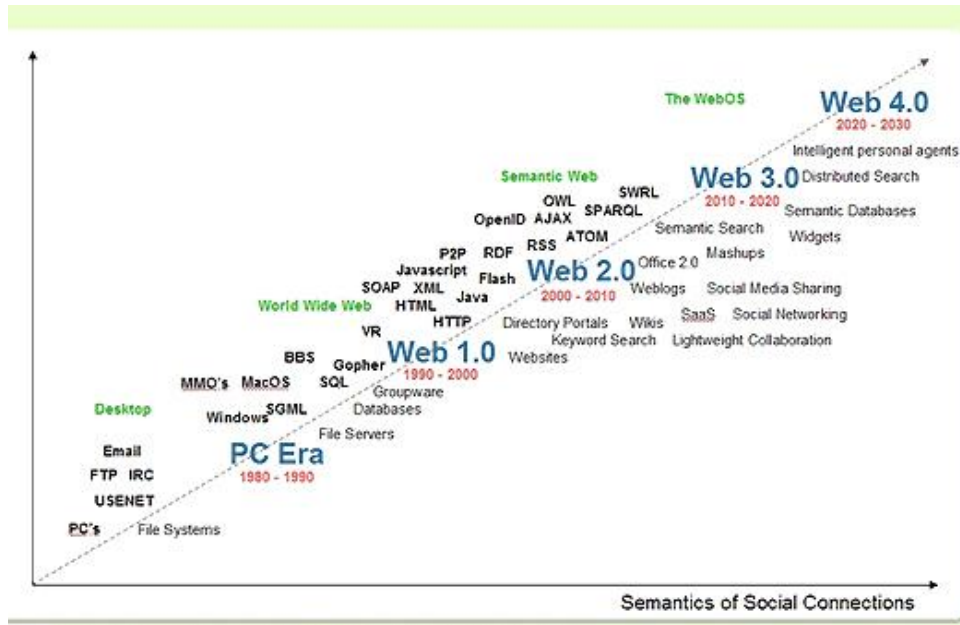 The WebOS
Web 4.0
2020 - 2030
Intelligent personal agents
Semantic Web
Web 3.0
Distributed Search
2010 - 2020
SWRL
OWL
SPARQL
Semantic Databases
OpenID
AJAX
Semantic Search
Widgets
ATOM
RSS
Mashups
P2P
RDF
Office 2.0
Javascript
Flash
Web 2.0
2000 - 2010
Weblogs
Social Media Sharing
SOAP
XML
Java
World Wide Web
HTML
SaaS
Social Networking
HTTP
Directory Portals
Wikis
VR
Keyword Search
Lightweight Collaboration
Web 1.0
1990 - 2000
Websites
BBS
Gopher
MMO's
MacOS
SQL
Groupware
Desktop
SGML
Databases
Windows
File Servers
Email
PC Era
1980 - 1990
FTP
IRC
USENET
PC's
File Systems
Semantics of Social Connections